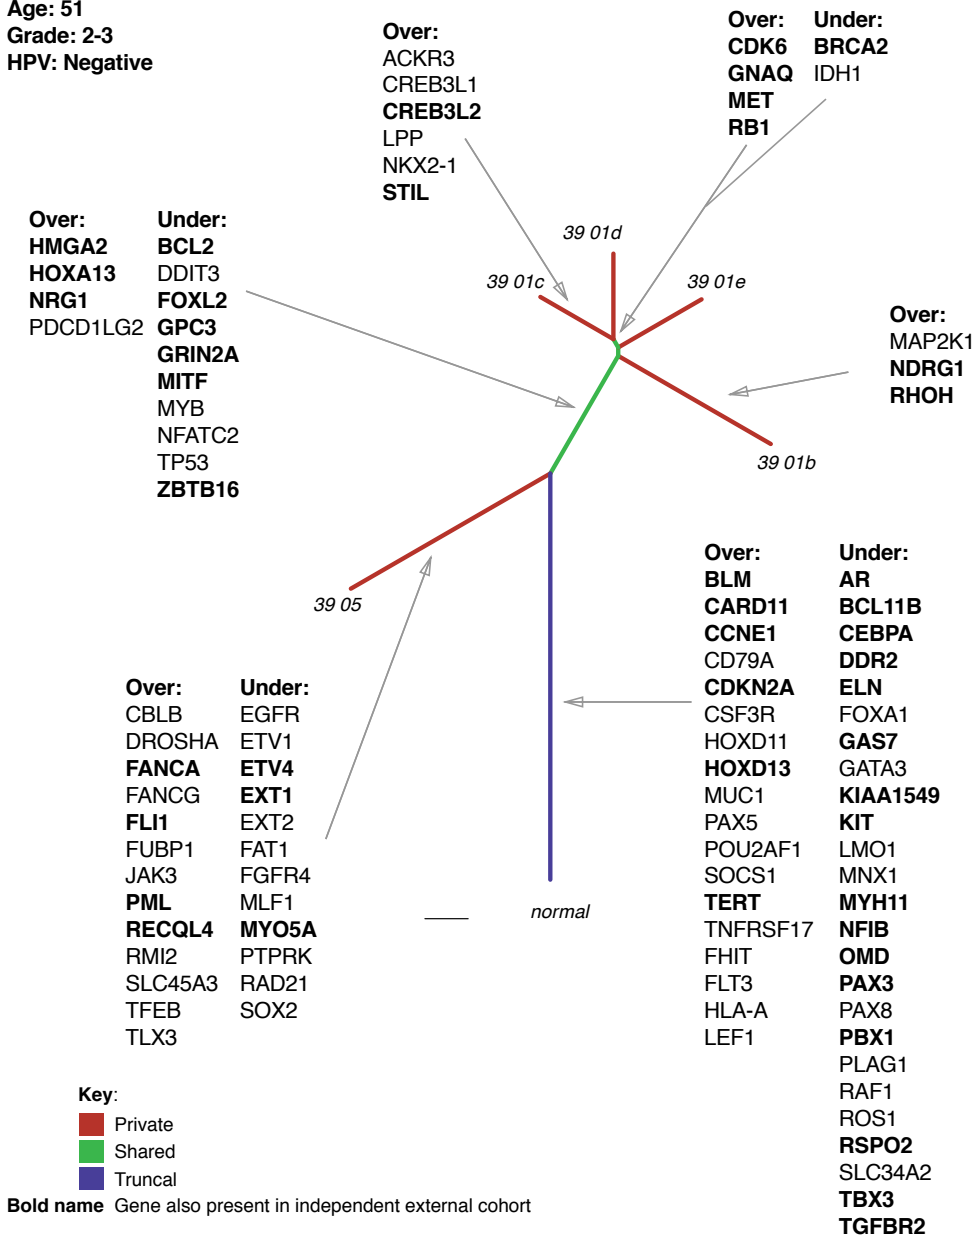 Age: 51
Grade: 2-3
HPV: Negative
Over:
ACKR3
CREB3L1
CREB3L2
LPP
NKX2-1
STIL
Over:
CDK6
GNAQ
MET
RB1
Under:
BRCA2
IDH1
Over:
HMGA2
HOXA13
NRG1
PDCD1LG2
Under:
BCL2
DDIT3
FOXL2
GPC3
GRIN2A
MITF
MYB
NFATC2
TP53
ZBTB16
39 01d
39 01c
39 01e
Over:
MAP2K1
NDRG1
RHOH
39 01b
39 05
Over:
CBLB
DROSHA
FANCA
FANCG
FLI1
FUBP1
JAK3
PML
RECQL4
RMI2
SLC45A3
TFEB
TLX3
Under:
EGFR
ETV1
ETV4
EXT1
EXT2
FAT1
FGFR4
MLF1
MYO5A
PTPRK
RAD21
SOX2
normal
Over:
BLM
CARD11
CCNE1
CD79A
CDKN2A
CSF3R
HOXD11
HOXD13
MUC1
PAX5
POU2AF1
SOCS1
TERT
TNFRSF17
FHIT
FLT3
HLA-A
LEF1
Under:
AR
BCL11B
CEBPA
DDR2
ELN
FOXA1
GAS7
GATA3
KIAA1549
KIT
LMO1
MNX1
MYH11
NFIB
OMD
PAX3
PAX8
PBX1
PLAG1
RAF1
ROS1
RSPO2
SLC34A2
TBX3
TGFBR2
Key:
Private
Shared
Truncal
Bold name Gene also present in independent external cohort